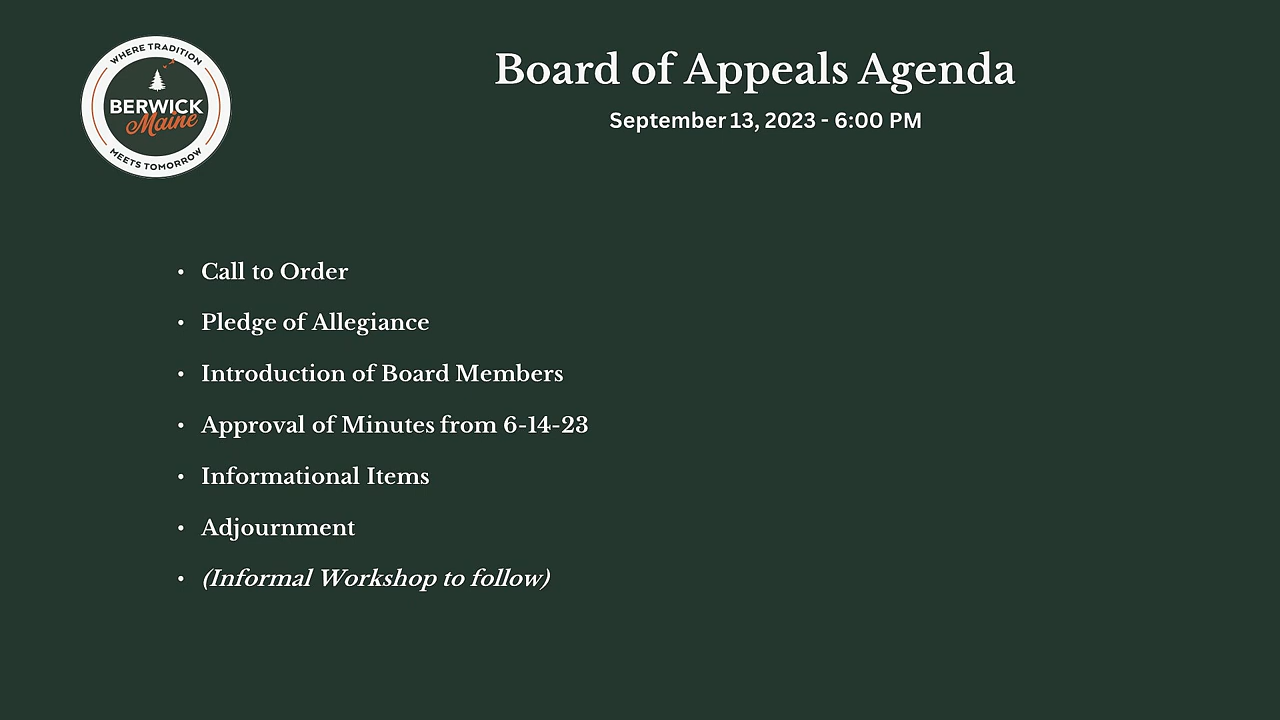 WHERE TRADITION
BERWICK
Maine
MEETS TOMORROW
Board of Appeals Agenda
September 13, 2023 - 6:00 PM
• Call to Order
• Pledge of Allegiance
• Introduction of Board Members
• Approval of Minutes from 6-14-23
• Informational Items
• Adjournment
• (Informal Workshop to follow)